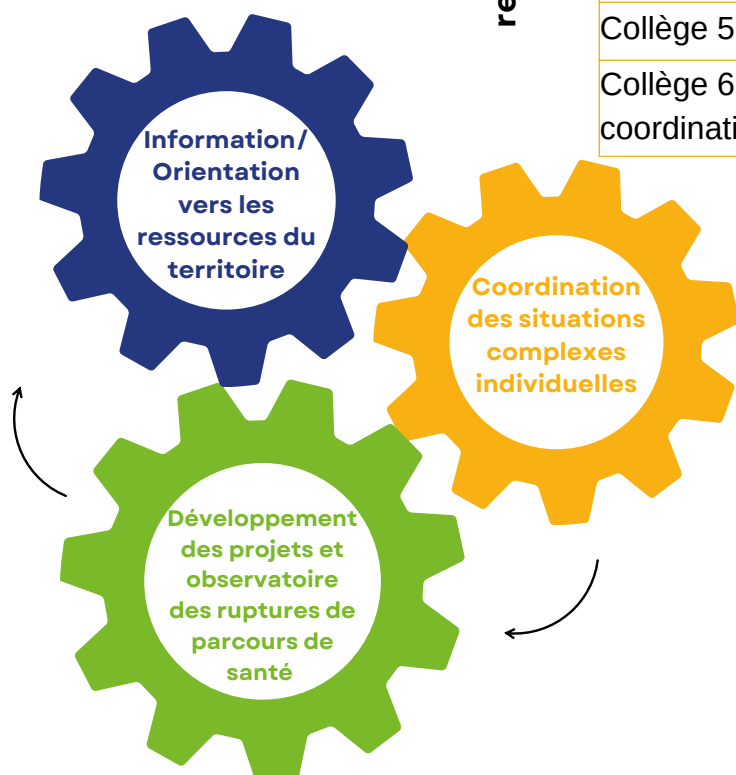 Collège 5
Collège 6
Information/
Orientation
vers les
ressources du
territoire
Coordination
des situations
complexes
individuelles
Développement
des projets et
observatoire
des ruptures de
parcours de
santé